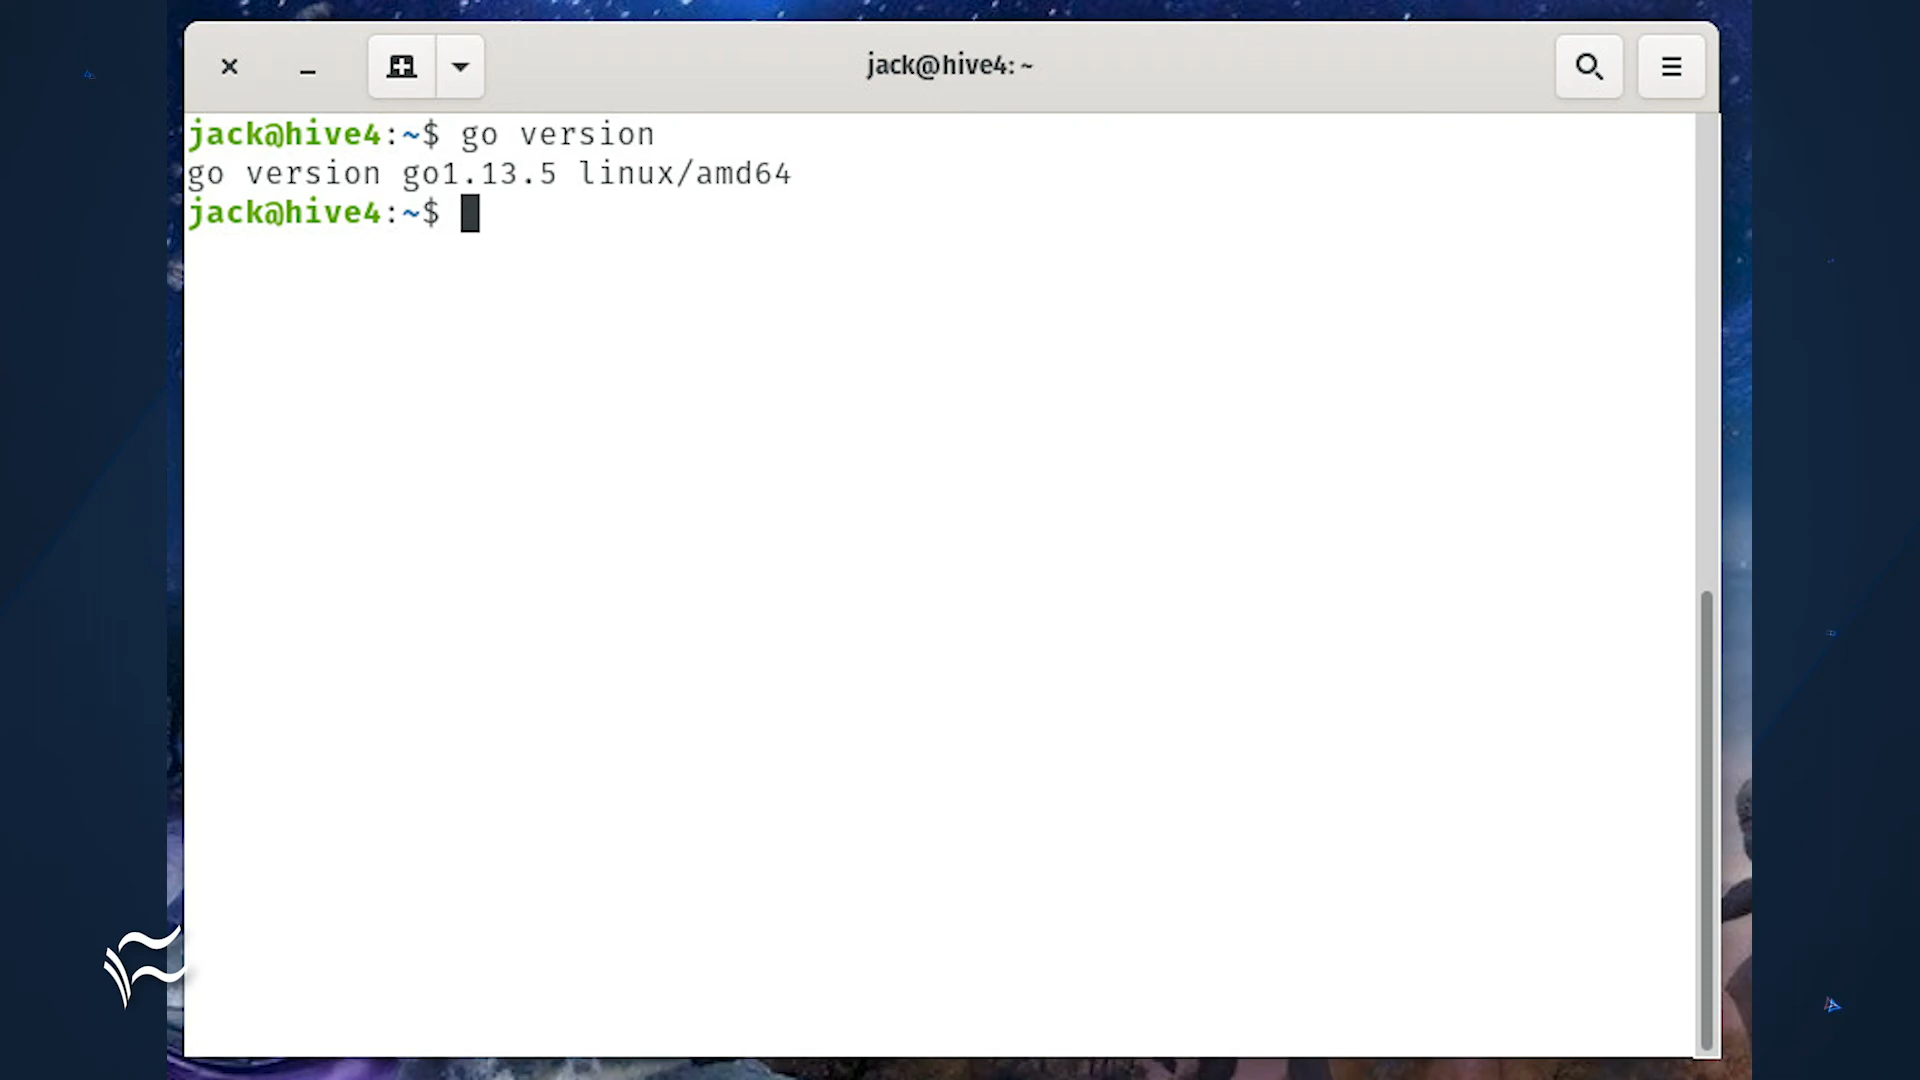 jack@hive4: ~
jack@hive4:~$ go version
go version go1.13.5 linux/amd64
jack@hive4:~$